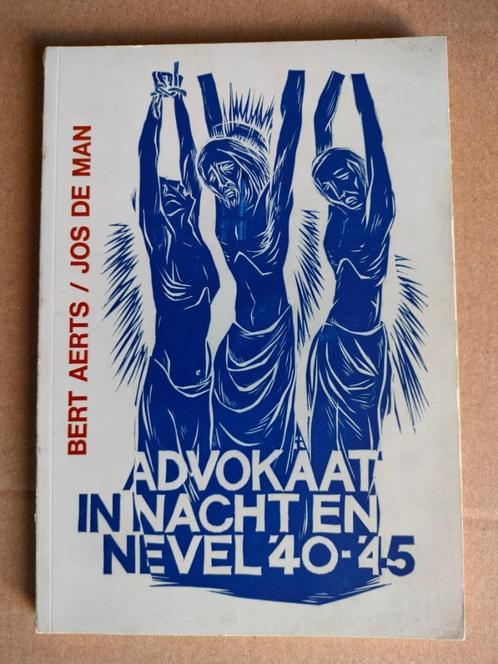 BERT AERTS / JOS DE MAN
ADVOKAAT
IN NACHT EN
NEVEL '40-'45